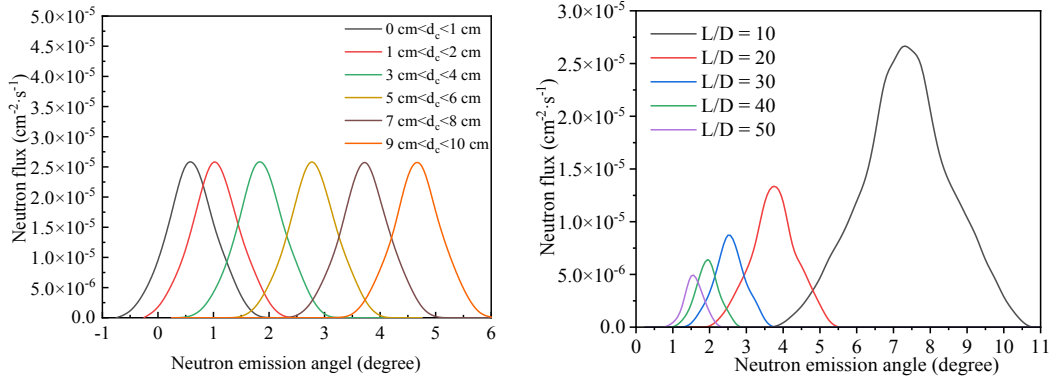 5.0×10⁻⁵
4.5×10⁻⁵
4.0×10⁻⁵
3.5×10⁻⁵
3.0×10⁻⁵
2.5×10⁻⁵
2.0×10⁻⁵
1.5×10⁻⁵
1.0×10⁻⁵
5.0×10⁻⁶
0.0
Neutron flux (cm⁻²·s⁻¹)
0 cm<d_c<1 cm
1 cm<d_c<2 cm
3 cm<d_c<4 cm
5 cm<d_c<6 cm
7 cm<d_c<8 cm
9 cm<d_c<10 cm
-1 0 1 2 3 4 5 6
Neutron emission angel (degree)
3.0×10⁻⁵
2.5×10⁻⁵
2.0×10⁻⁵
1.5×10⁻⁵
1.0×10⁻⁵
5.0×10⁻⁶
0.0
Neutron flux (cm⁻²·s⁻¹)
L/D = 10
L/D = 20
L/D = 30
L/D = 40
L/D = 50
0 1 2 3 4 5 6 7 8 9 10 11
Neutron emission angle (degree)